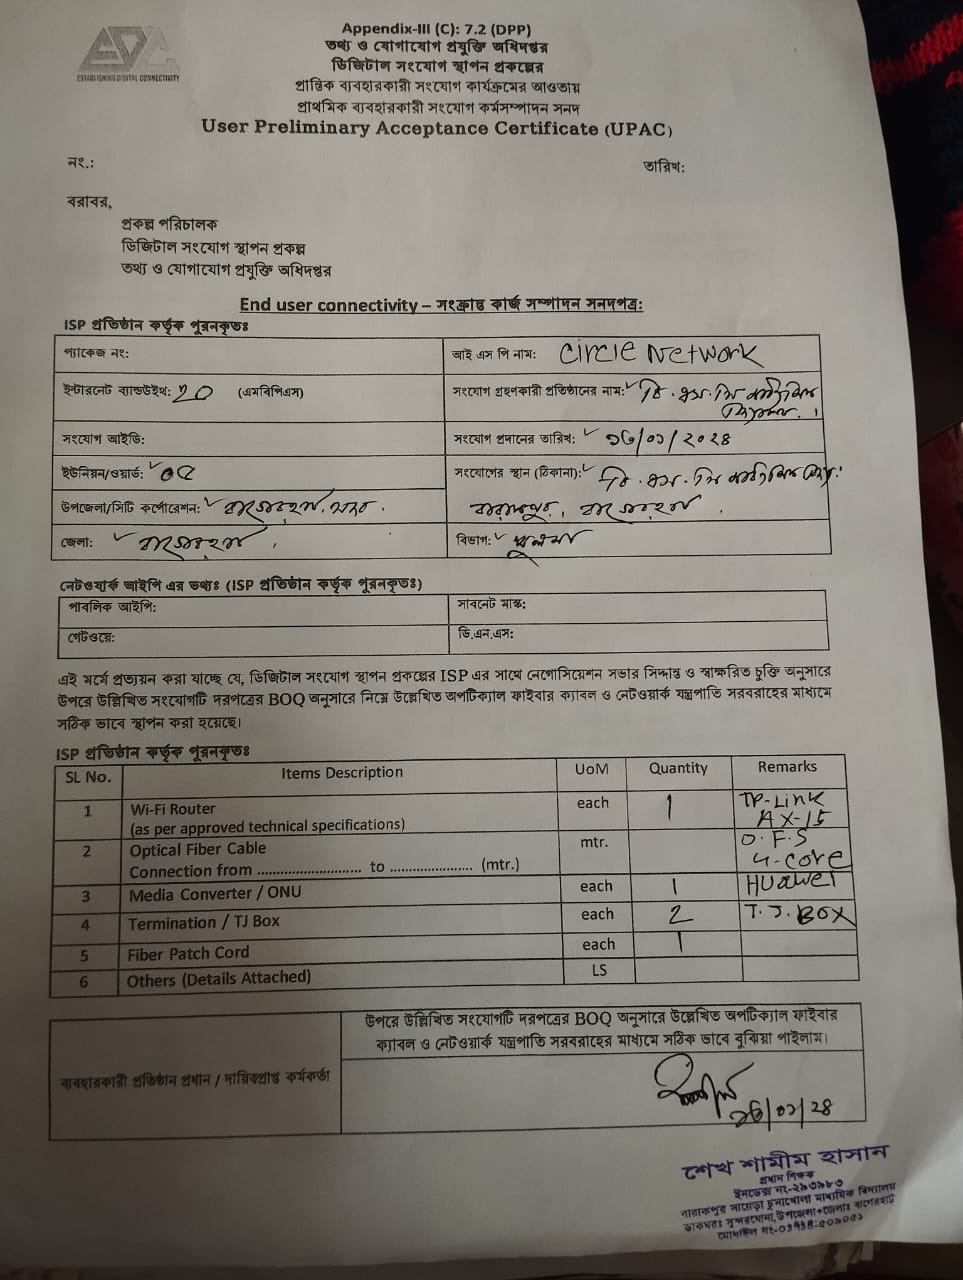 ESTABLISHING DIGITAL CONNECTIVITY
Appendix-III (C): 7.2 (DPP)
তথ্য ও যোগাযোগ প্রযুক্তি অধিদপ্তর
ডিজিটাল সংযোগ স্থাপন প্রকল্পের
প্রান্তিক ব্যবহারকারী সংযোগ কার্যক্রমের আওতায়
প্রাথমিক ব্যবহারকারী সংযোগ কর্মসম্পাদন সনদ
User Preliminary Acceptance Certificate (UPAC)
নং.: তারিখ:
বরাবর,
প্রকল্প পরিচালক
ডিজিটাল সংযোগ স্থাপন প্রকল্প
তথ্য ও যোগাযোগ প্রযুক্তি অধিদপ্তর
End user connectivity – সংক্রান্ত কার্জ সম্পাদন সনদপত্র:
ISP প্রতিষ্ঠান কর্তৃক পূরনকৃতঃ
প্যাকেজ নং: আই এস পি নাম: Circle Network
ইন্টারনেট ব্যান্ডউইথ: 20 (এমবিপিএস) সংযোগ গ্রহণকারী প্রতিষ্ঠানের নাম:
সংযোগ আইডি: সংযোগ প্রদানের তারিখ:
ইউনিয়ন/ওয়ার্ড: ০৫ সংযোগের স্থান (ঠিকানা):
উপজেলা/সিটি কর্পোরেশন: বাগেরহাট, সদর.
জেলা: বাগেরহাট, বিভাগ: খুলনা
নেটওয়ার্ক আইপি এর তথ্যঃ (ISP প্রতিষ্ঠান কর্তৃক পূরনকৃতঃ)
পাবলিক আইপি: সাবনেট মাস্ক:
গেটওয়ে: ডি.এন.এস:
এই মর্মে প্রত্যয়ন করা যাচ্ছে যে, ডিজিটাল সংযোগ স্থাপন প্রকল্পের ISP এর সাথে নেগোসিয়েশন সভার সিদ্ধান্ত ও স্বাক্ষরিত চুক্তি অনুসারে
উপরে উল্লিখিত সংযোগটি দরপত্রের BOQ অনুসারে নিম্নে উল্লেখিত অপটিক্যাল ফাইবার ক্যাবল ও নেটওয়ার্ক যন্ত্রপাতি সরবরাহের মাধ্যমে
সঠিক ভাবে স্থাপন করা হয়েছে।
ISP প্রতিষ্ঠান কর্তৃক পূরনকৃতঃ
SL No. Items Description UoM Quantity Remarks
1 Wi-Fi Router each 1 TP-Link
(as per approved technical specifications) AX-15
2 Optical Fiber Cable mtr. O.F.S
Connection from ........................... to ..................... (mtr.) 4-core
3 Media Converter / ONU each 1 Huawei
4 Termination / TJ Box each 2 T.J. BOX
5 Fiber Patch Cord each 1
6 Others (Details Attached) LS
উপরে উল্লিখিত সংযোগটি দরপত্রের BOQ অনুসারে উল্লেখিত অপটিক্যাল ফাইবার
ক্যাবল ও নেটওয়ার্ক যন্ত্রপাতি সরবরাহের মাধ্যমে সঠিক ভাবে বুঝিয়া পাইলাম।
ব্যবহারকারী প্রতিষ্ঠান প্রধান / দায়িত্বপ্রাপ্ত কর্মকর্তা
শেখ শামীম হাসান
প্রধান শিক্ষক
মাধ্যমিক বিদ্যালয়